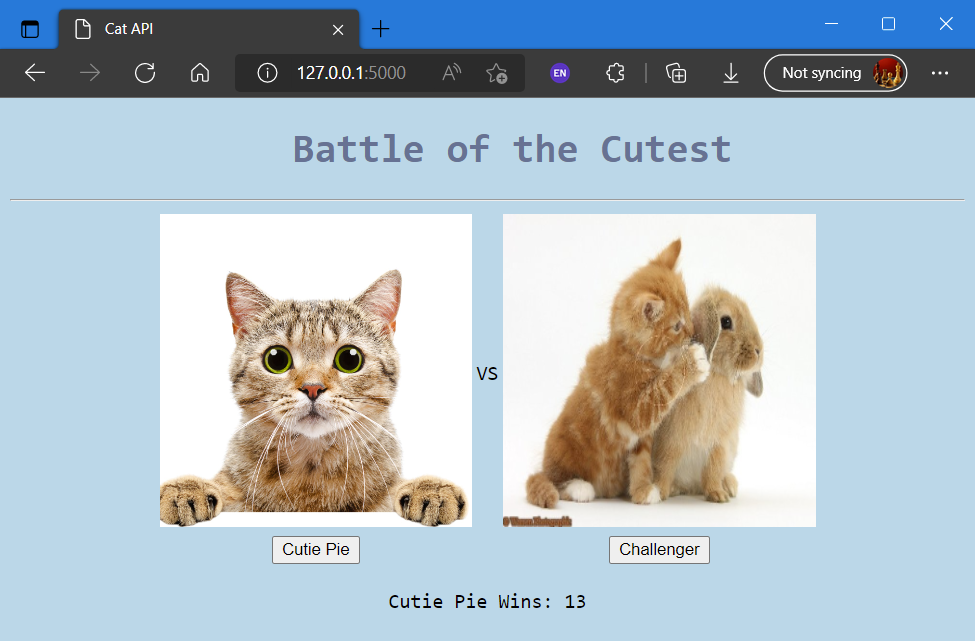 Cat API
127.0.0.1:5000
EN
Not syncing
Battle of the Cutest
VS
Cutie Pie
Challenger
Cutie Pie Wins: 13